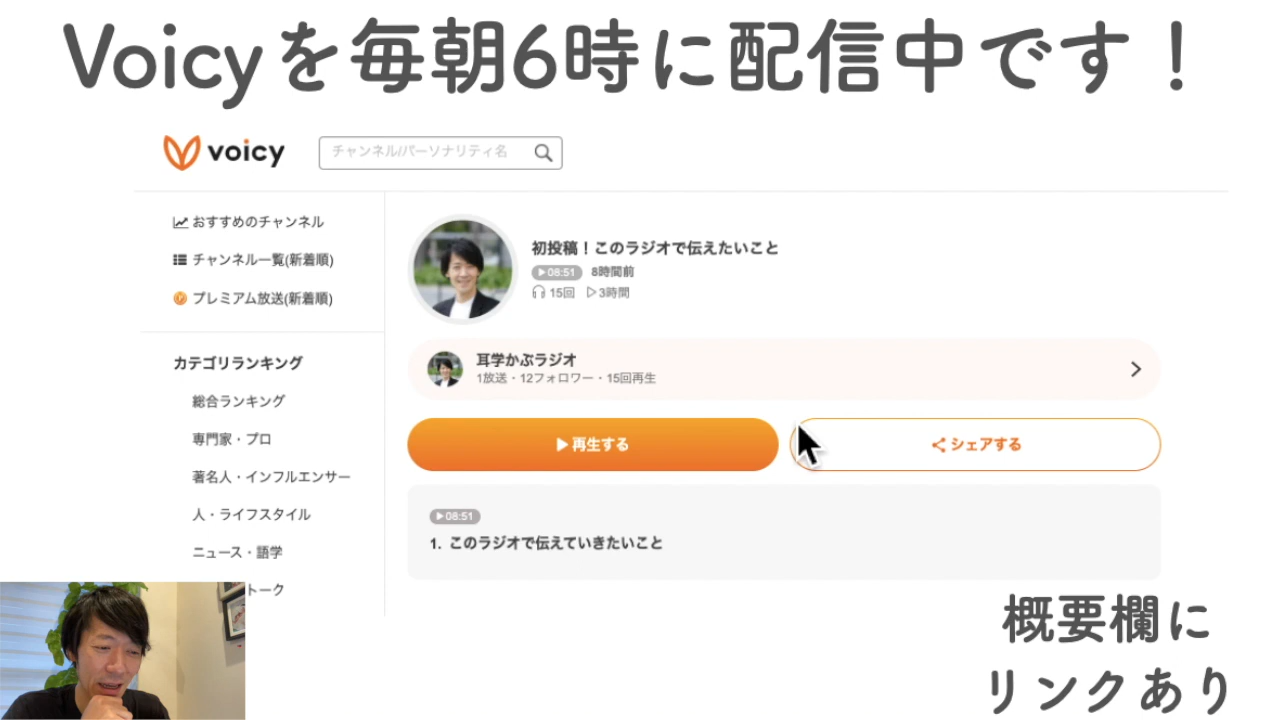 Voicyを毎朝6時に配信中です！
voicy
チャンネル/パーソナリティ名
おすすめのチャンネル
チャンネル一覧(新着順)
プレミアム放送(新着順)
カテゴリランキング
総合ランキング
専門家・プロ
著名人・インフルエンサー
人・ライフスタイル
ニュース・語学
トーク
初投稿！このラジオで伝えたいこと
08:51 8時間前
15回 3時間
耳学かぶラジオ
1放送・12フォロワー・15回再生
再生する
シェアする
08:51
1. このラジオで伝えていきたいこと
概要欄に
リンクあり